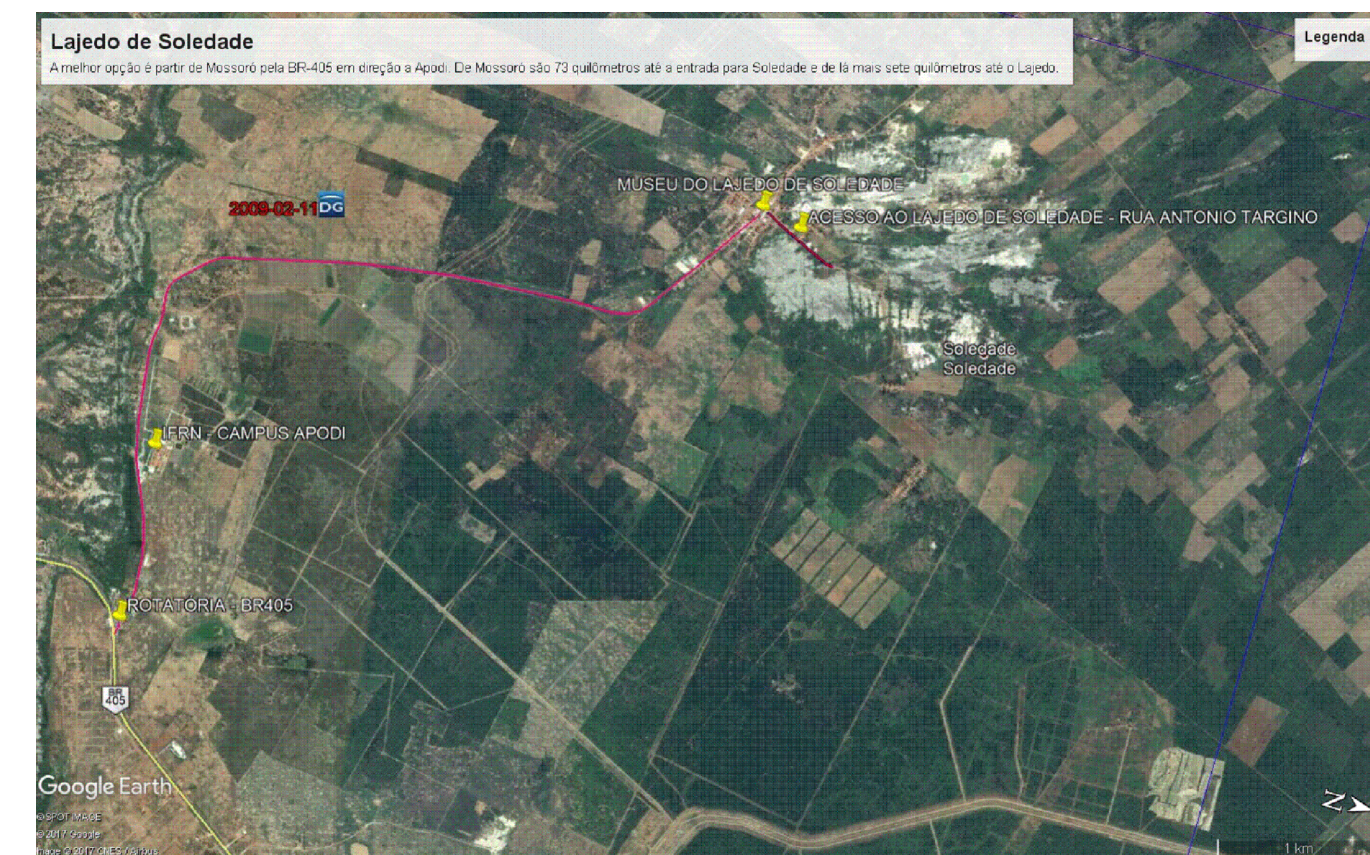 Lajedo de Soledade
A melhor opção é partir de Mossoró pela BR-405 em direção a Apodi. De Mossoró são 73 quilômetros até a entrada para Soledade e de lá mais sete quilômetros até o Lajedo.
Legenda
MUSEU DO LAJEDO DE SOLEDADE
2009-02-11 DG
ACESSO AO LAJEDO DE SOLEDADE - RUA ANTONIO TARGINO
Soledade
Soledade
IFRN - CAMPUS APODI
ROTATÓRIA - BR405
BR
405
Google Earth
©SPOT IMAGE
©2017 Google
Image © 2017 CNES / Airbus
N
1 km